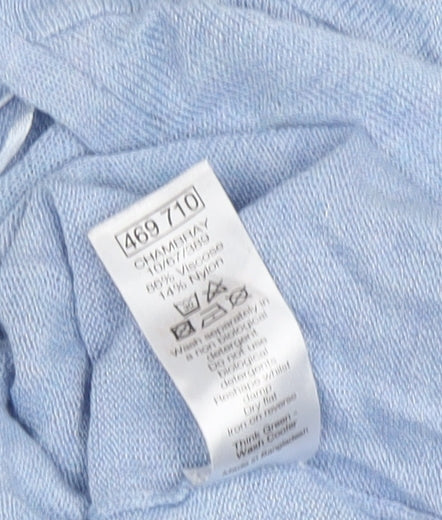 469 710
CHAMBRAY
10/67/389
86% Viscose
14% Nylon
Wash separately in
a non biological
detergent
Do not use
biological
detergents
Reshape whilst
damp
Dry flat
Iron on reverse
Think Green -
Wash Cooler
Made in Bangladesh